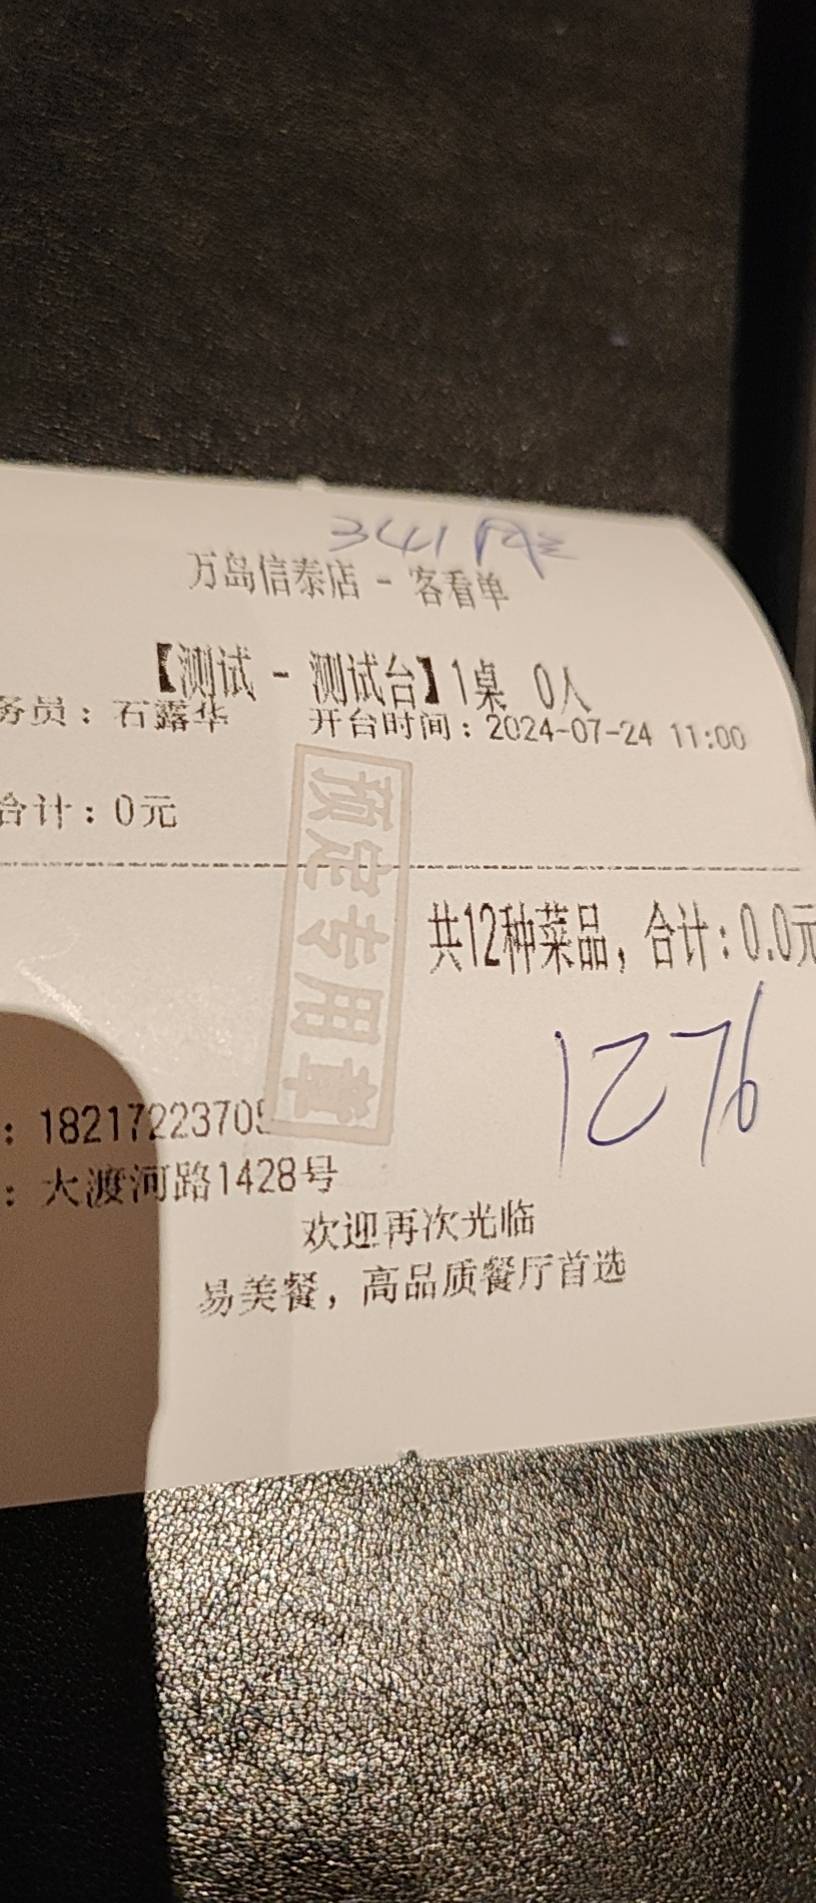 341
万岛信泰店 - 客看单
【测试 - 测试台】1桌 0人
务员：石露华 开台时间：2024-07-24 11:00
合计：0元
预定专用章
共12种菜品，合计：0.0元
1276
：18217223705
：大渡河路1428号
欢迎再次光临
易美餐，高品质餐厅首选